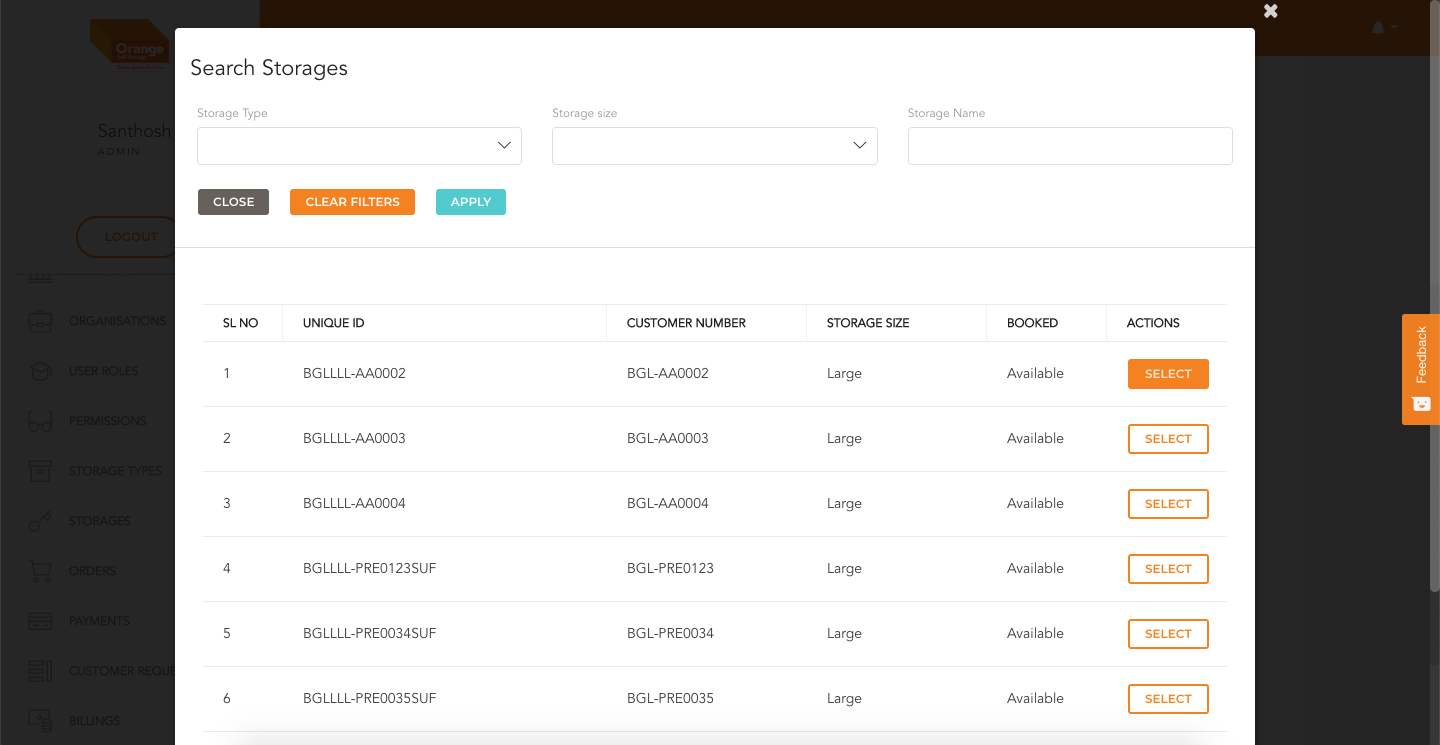 Orange
Santhosh
ADMIN
LOGOUT
ORGANISATIONS
USER ROLES
PERMISSIONS
STORAGE TYPES
STORAGES
ORDERS
PAYMENTS
CUSTOMER REQUE
BILLINGS
Search Storages
Storage Type Storage size Storage Name
CLOSE CLEAR FILTERS APPLY
SL NO UNIQUE ID CUSTOMER NUMBER STORAGE SIZE BOOKED ACTIONS
1 BGLLLL-AA0002 BGL-AA0002 Large Available SELECT
2 BGLLLL-AA0003 BGL-AA0003 Large Available SELECT
3 BGLLLL-AA0004 BGL-AA0004 Large Available SELECT
4 BGLLLL-PRE0123SUF BGL-PRE0123 Large Available SELECT
5 BGLLLL-PRE0034SUF BGL-PRE0034 Large Available SELECT
6 BGLLLL-PRE0035SUF BGL-PRE0035 Large Available SELECT
Feedback